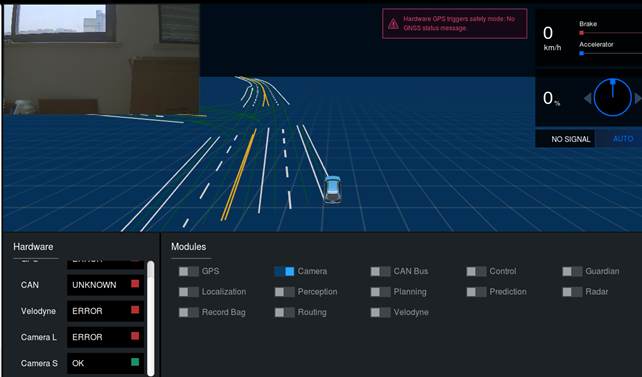 Hardware GPS triggers safety mode: No
GNSS status message.
0
km/h
Brake
Accelerator
0 %
NO SIGNAL AUTO
Hardware
CAN UNKNOWN
Velodyne ERROR
Camera L ERROR
Camera S OK
Modules
GPS Camera CAN Bus Control Guardian
Localization Perception Planning Prediction Radar
Record Bag Routing Velodyne